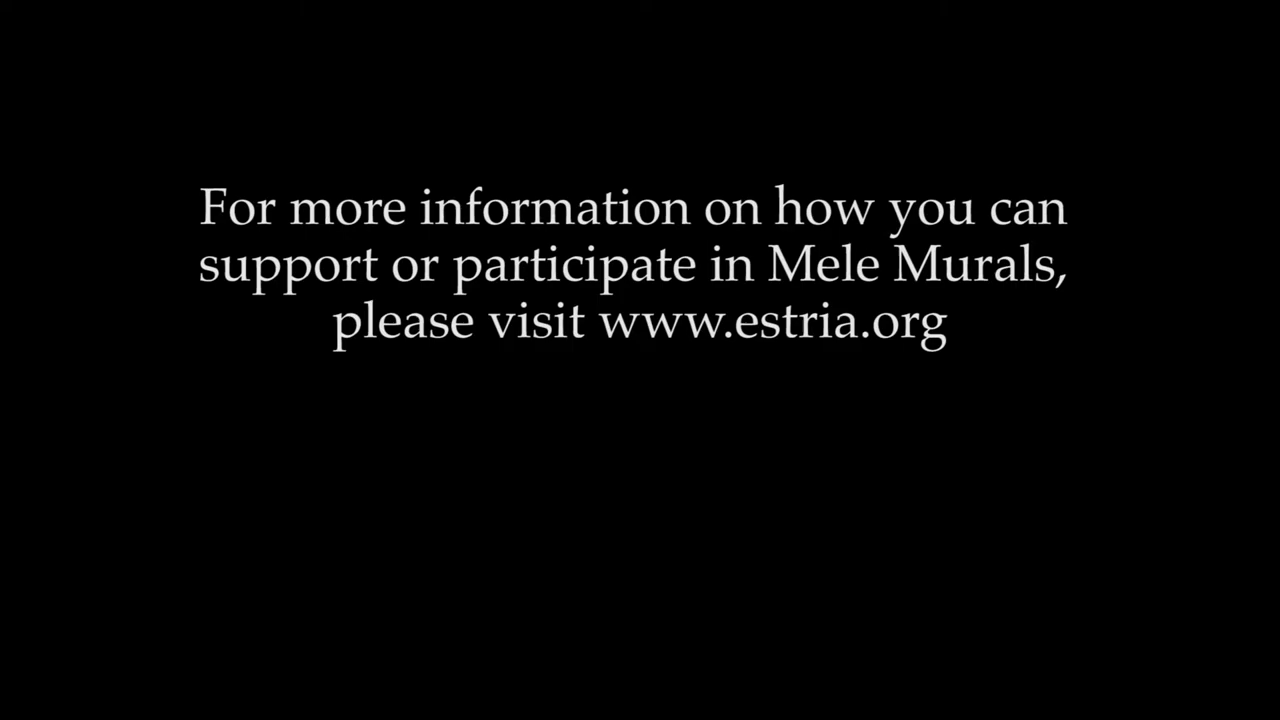 For more information on how you can
support or participate in Mele Murals,
please visit www.estria.org